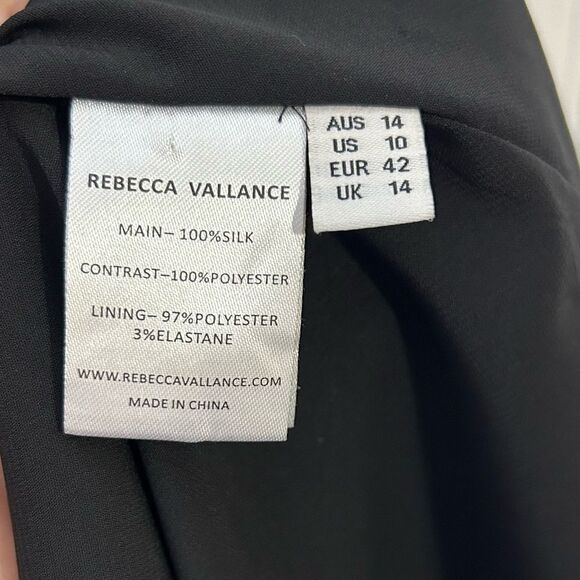 REBECCA VALLANCE
MAIN– 100%SILK
CONTRAST–100%POLYESTER
LINING– 97%POLYESTER
3%ELASTANE
WWW.REBECCAVALLANCE.COM
MADE IN CHINA
AUS 14
US 10
EUR 42
UK 14